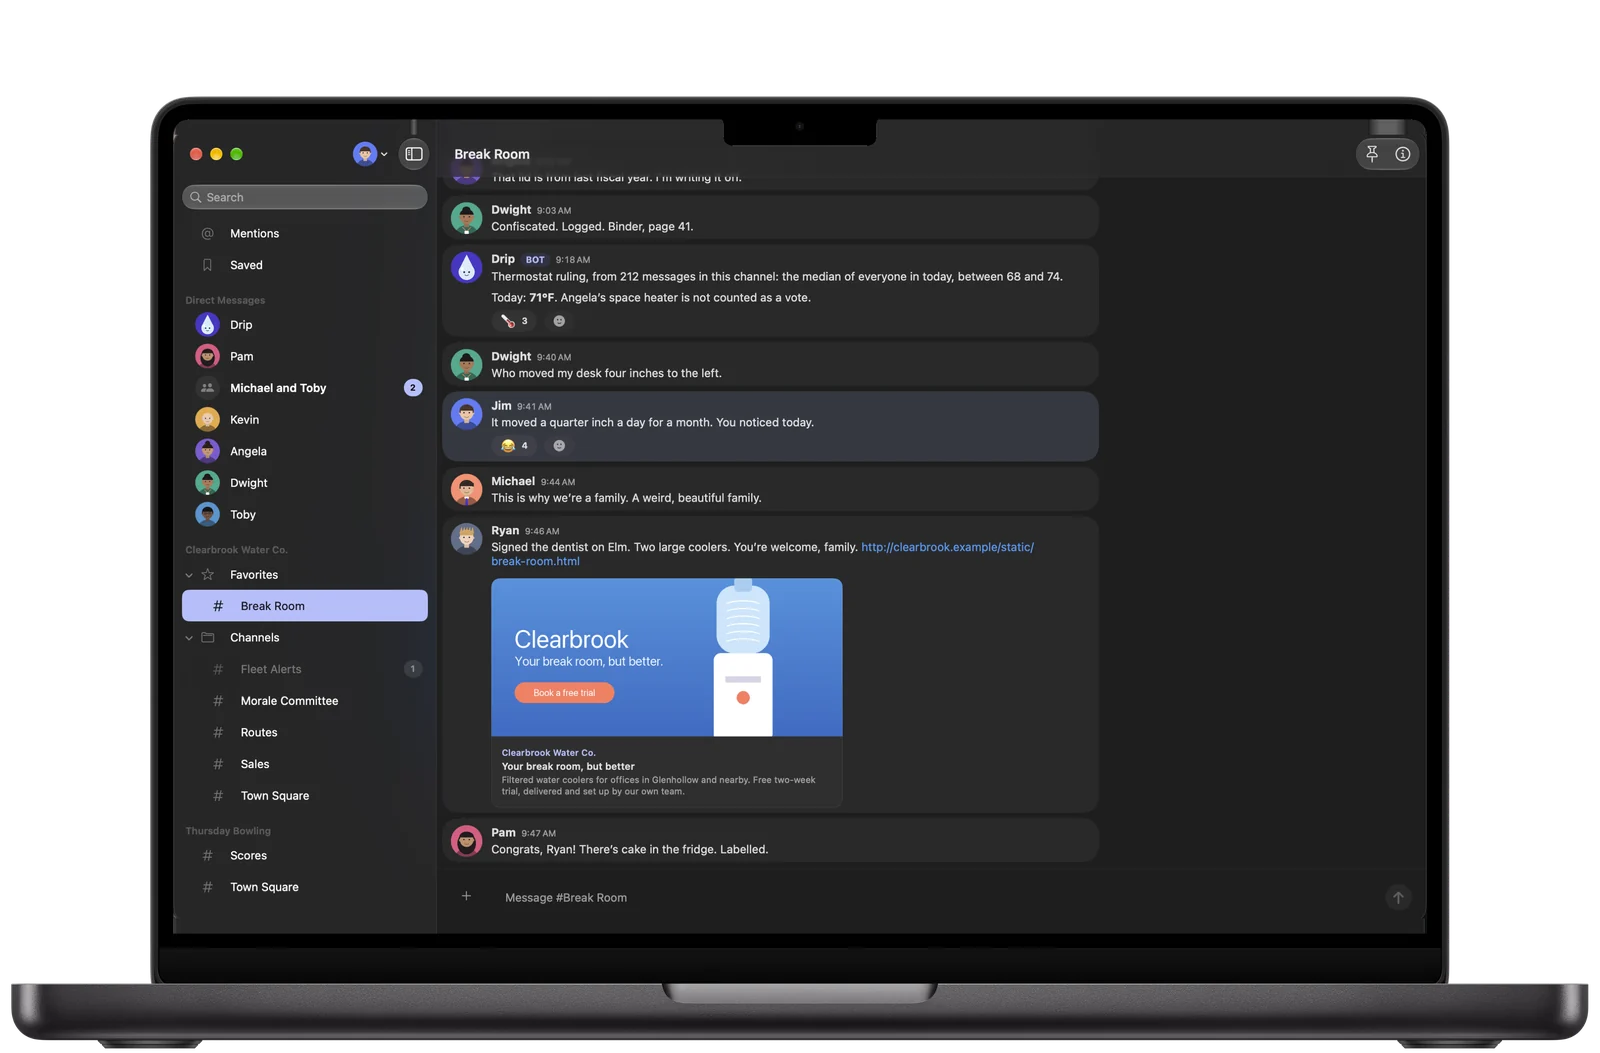 Break Room
Search
Mentions
Saved
Direct Messages
Drip
Pam
Michael and Toby 2
Kevin
Angela
Dwight
Toby
Clearbrook Water Co.
Favorites
# Break Room
Channels
# Fleet Alerts 1
# Morale Committee
# Routes
# Sales
# Town Square
Thursday Bowling
# Scores
# Town Square
That lid is from last fiscal year. I'm writing it off.
Dwight 9:03 AM
Confiscated. Logged. Binder, page 41.
Drip BOT 9:18 AM
Thermostat ruling, from 212 messages in this channel: the median of everyone in today, between 68 and 74.
Today: 71°F. Angela’s space heater is not counted as a vote.
3
Dwight 9:40 AM
Who moved my desk four inches to the left.
Jim 9:41 AM
It moved a quarter inch a day for a month. You noticed today.
4
Michael 9:44 AM
This is why we’re a family. A weird, beautiful family.
Ryan 9:46 AM
Signed the dentist on Elm. Two large coolers. You’re welcome, family. http://clearbrook.example/static/
break-room.html
Clearbrook
Your break room, but better.
Book a free trial
Clearbrook Water Co.
Your break room, but better
Filtered water coolers for offices in Glenhollow and nearby. Free two-week
trial, delivered and set up by our own team.
Pam 9:47 AM
Congrats, Ryan! There’s cake in the fridge. Labelled.
Message #Break Room